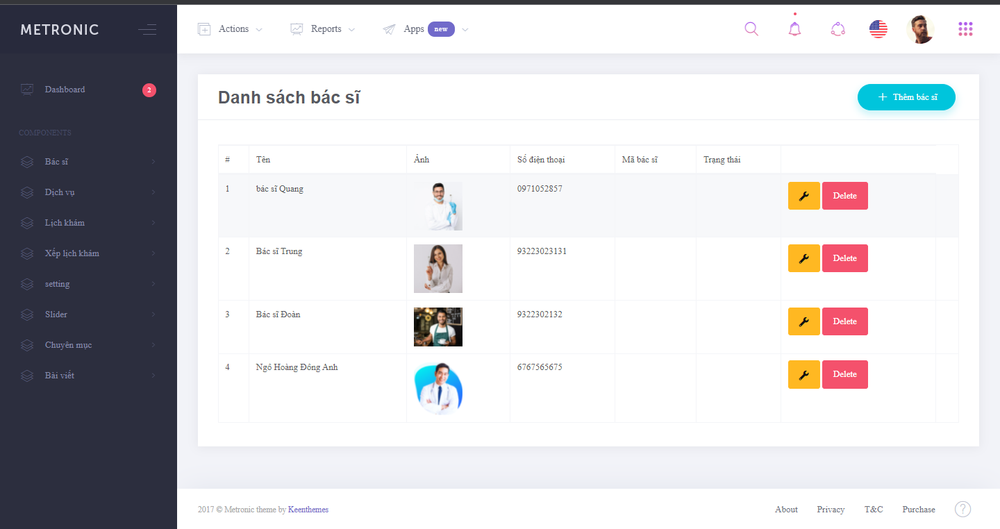 METRONIC
Actions
Reports
Apps new
Dashboard 2
COMPONENTS
Bác sĩ
Dịch vụ
Lịch khám
Xếp lịch khám
setting
Slider
Chuyên mục
Bài viết
Danh sách bác sĩ
Thêm bác sĩ
# Tên Ảnh Số điện thoại Mã bác sĩ Trạng thái
1 bác sĩ Quang 0971052857 Delete
2 Bác sĩ Trung 93223023131 Delete
3 Bác sĩ Đoàn 9322302132 Delete
4 Ngô Hoàng Đông Anh 6767565675 Delete
2017 © Metronic theme by Keenthemes
About Privacy T&C Purchase ?